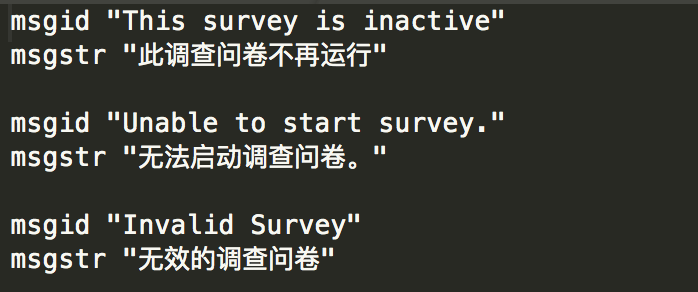 msgid "This survey is inactive"
msgstr "此调查问卷不再运行"
msgid "Unable to start survey."
msgstr "无法启动调查问卷。"
msgid "Invalid Survey"
msgstr "无效的调查问卷"